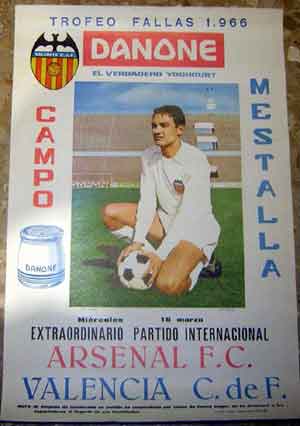 TROFEO FALLAS 1.966
DANONE
EL VERDADERO YOGHOURT
CAMPO
MESTALLA
DANONE
Miércoles 16 marzo
EXTRAORDINARIO PARTIDO INTERNACIONAL
ARSENAL F.C.
VALENCIA C. de F.